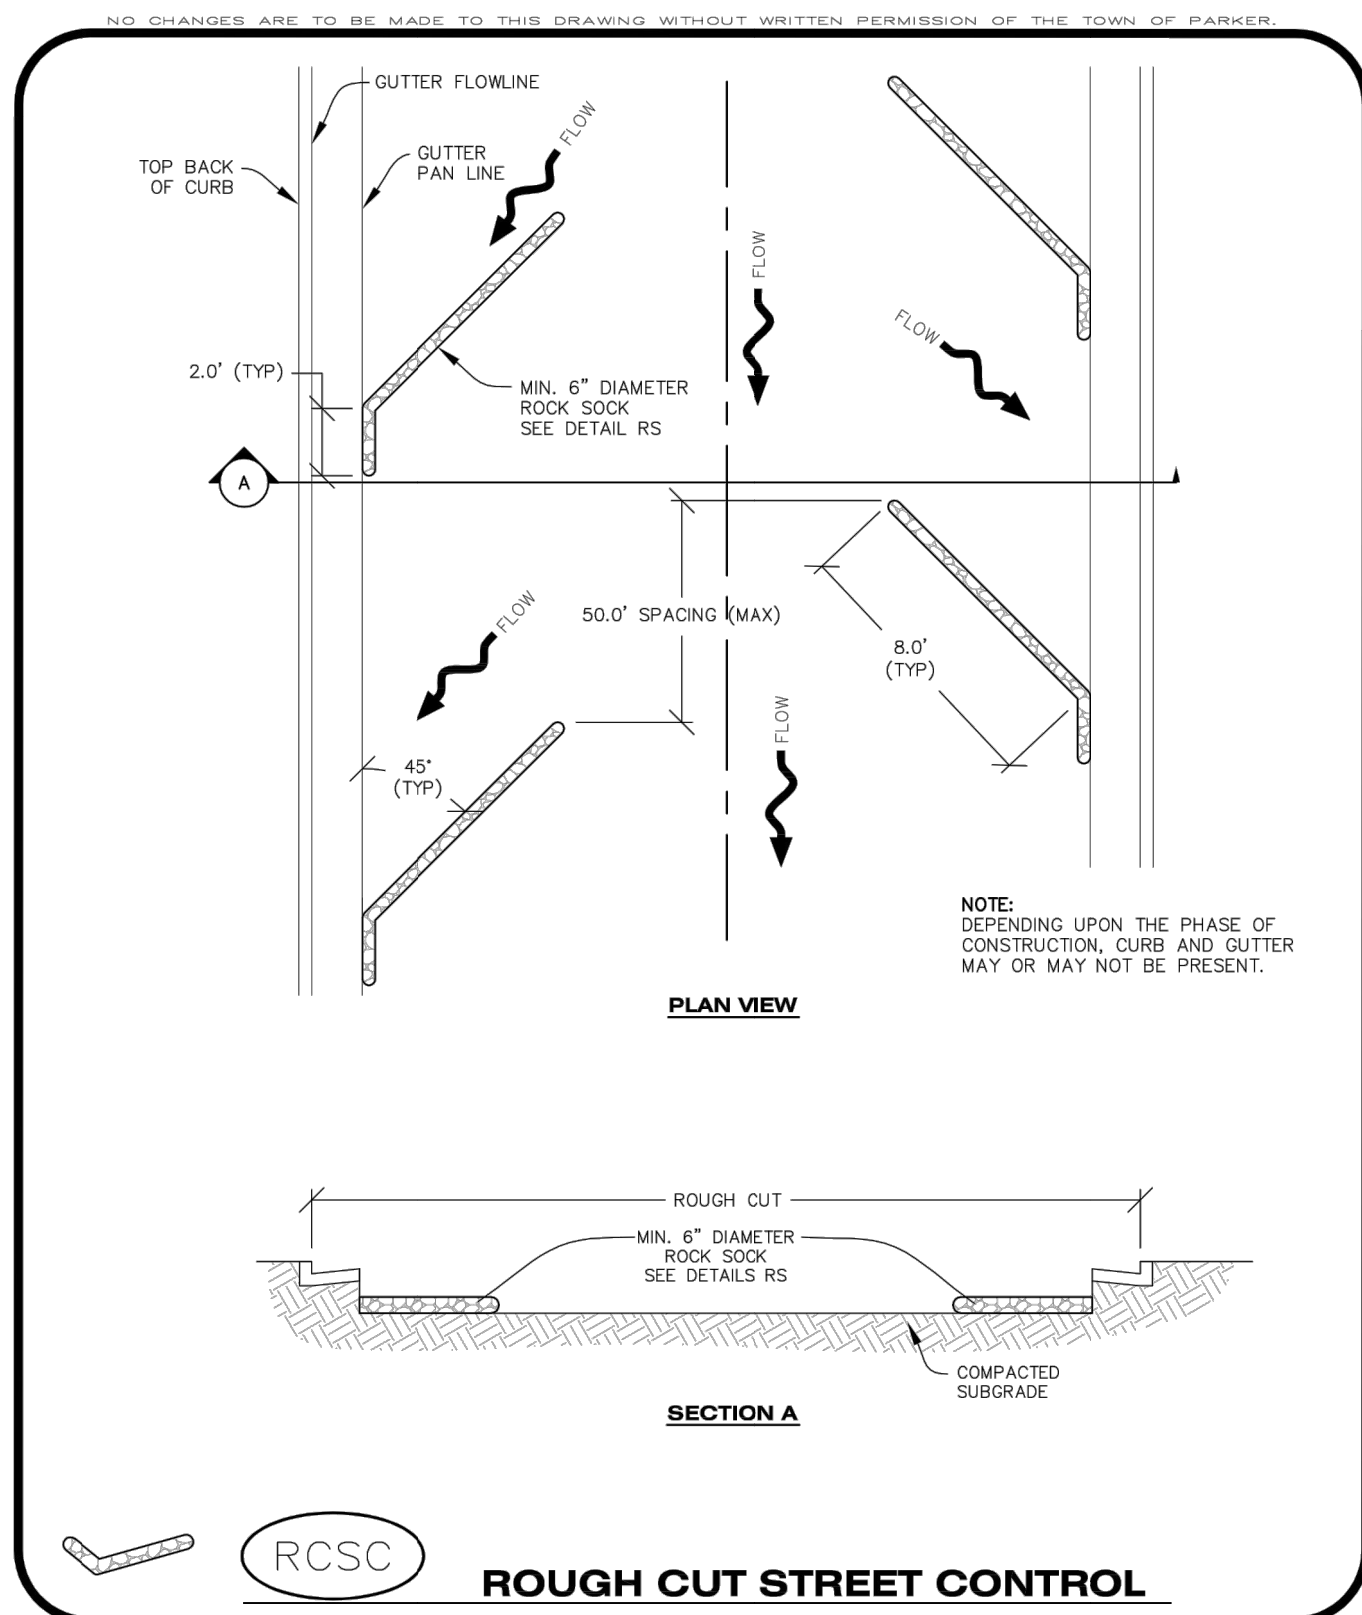 NO CHANGES ARE TO BE MADE TO THIS DRAWING WITHOUT WRITTEN PERMISSION OF THE TOWN OF PARKER.
GUTTER FLOWLINE
FLOW
TOP BACK
OF CURB
GUTTER
PAN LINE
FLOW
FLOW
2.0' (TYP)
MIN. 6" DIAMETER
ROCK SOCK
SEE DETAIL RS
A
FLOW
50.0' SPACING (MAX)
8.0'
(TYP)
FLOW
45°
(TYP)
NOTE:
DEPENDING UPON THE PHASE OF
CONSTRUCTION, CURB AND GUTTER
MAY OR MAY NOT BE PRESENT.
PLAN VIEW
ROUGH CUT
MIN. 6" DIAMETER
ROCK SOCK
SEE DETAILS RS
COMPACTED
SUBGRADE
SECTION A
RCSC
ROUGH CUT STREET CONTROL